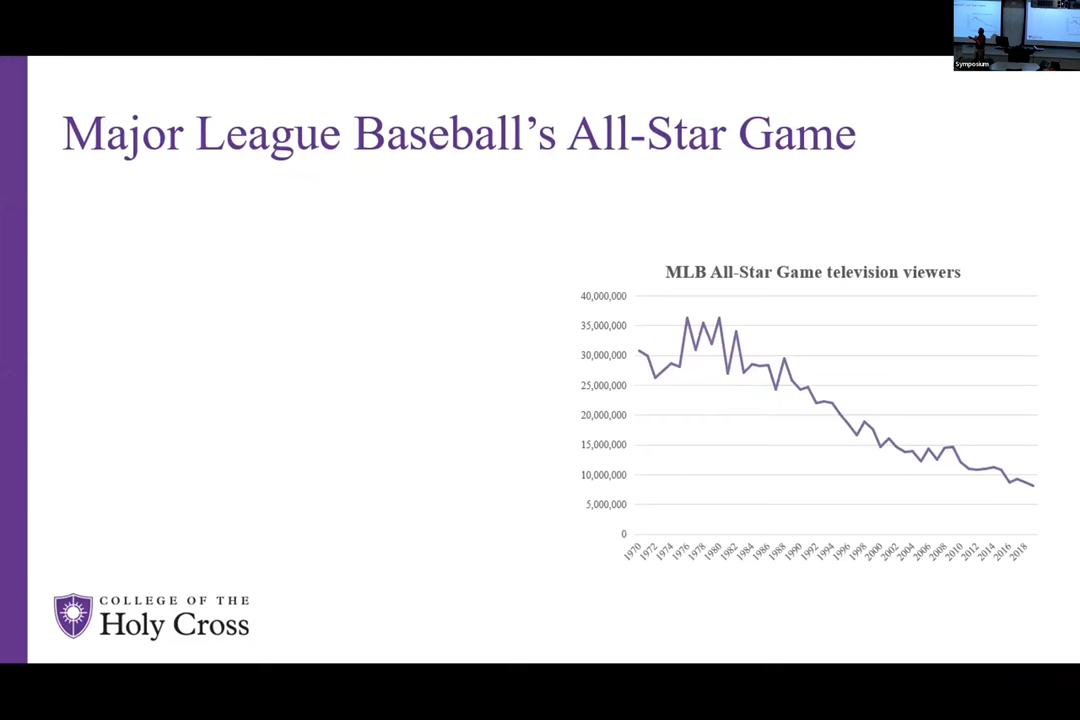 Symposium
Major League Baseball's All-Star Game
MLB All-Star Game television viewers
40,000,000
35,000,000
30,000,000
25,000,000
20,000,000
15,000,000
10,000,000
5,000,000
0
1970 1972 1974 1976 1978 1980 1982 1984 1986 1988 1990 1992 1994 1996 1998 2000 2002 2004 2006 2008 2010 2012 2014 2016 2018
COLLEGE OF THE
Holy Cross